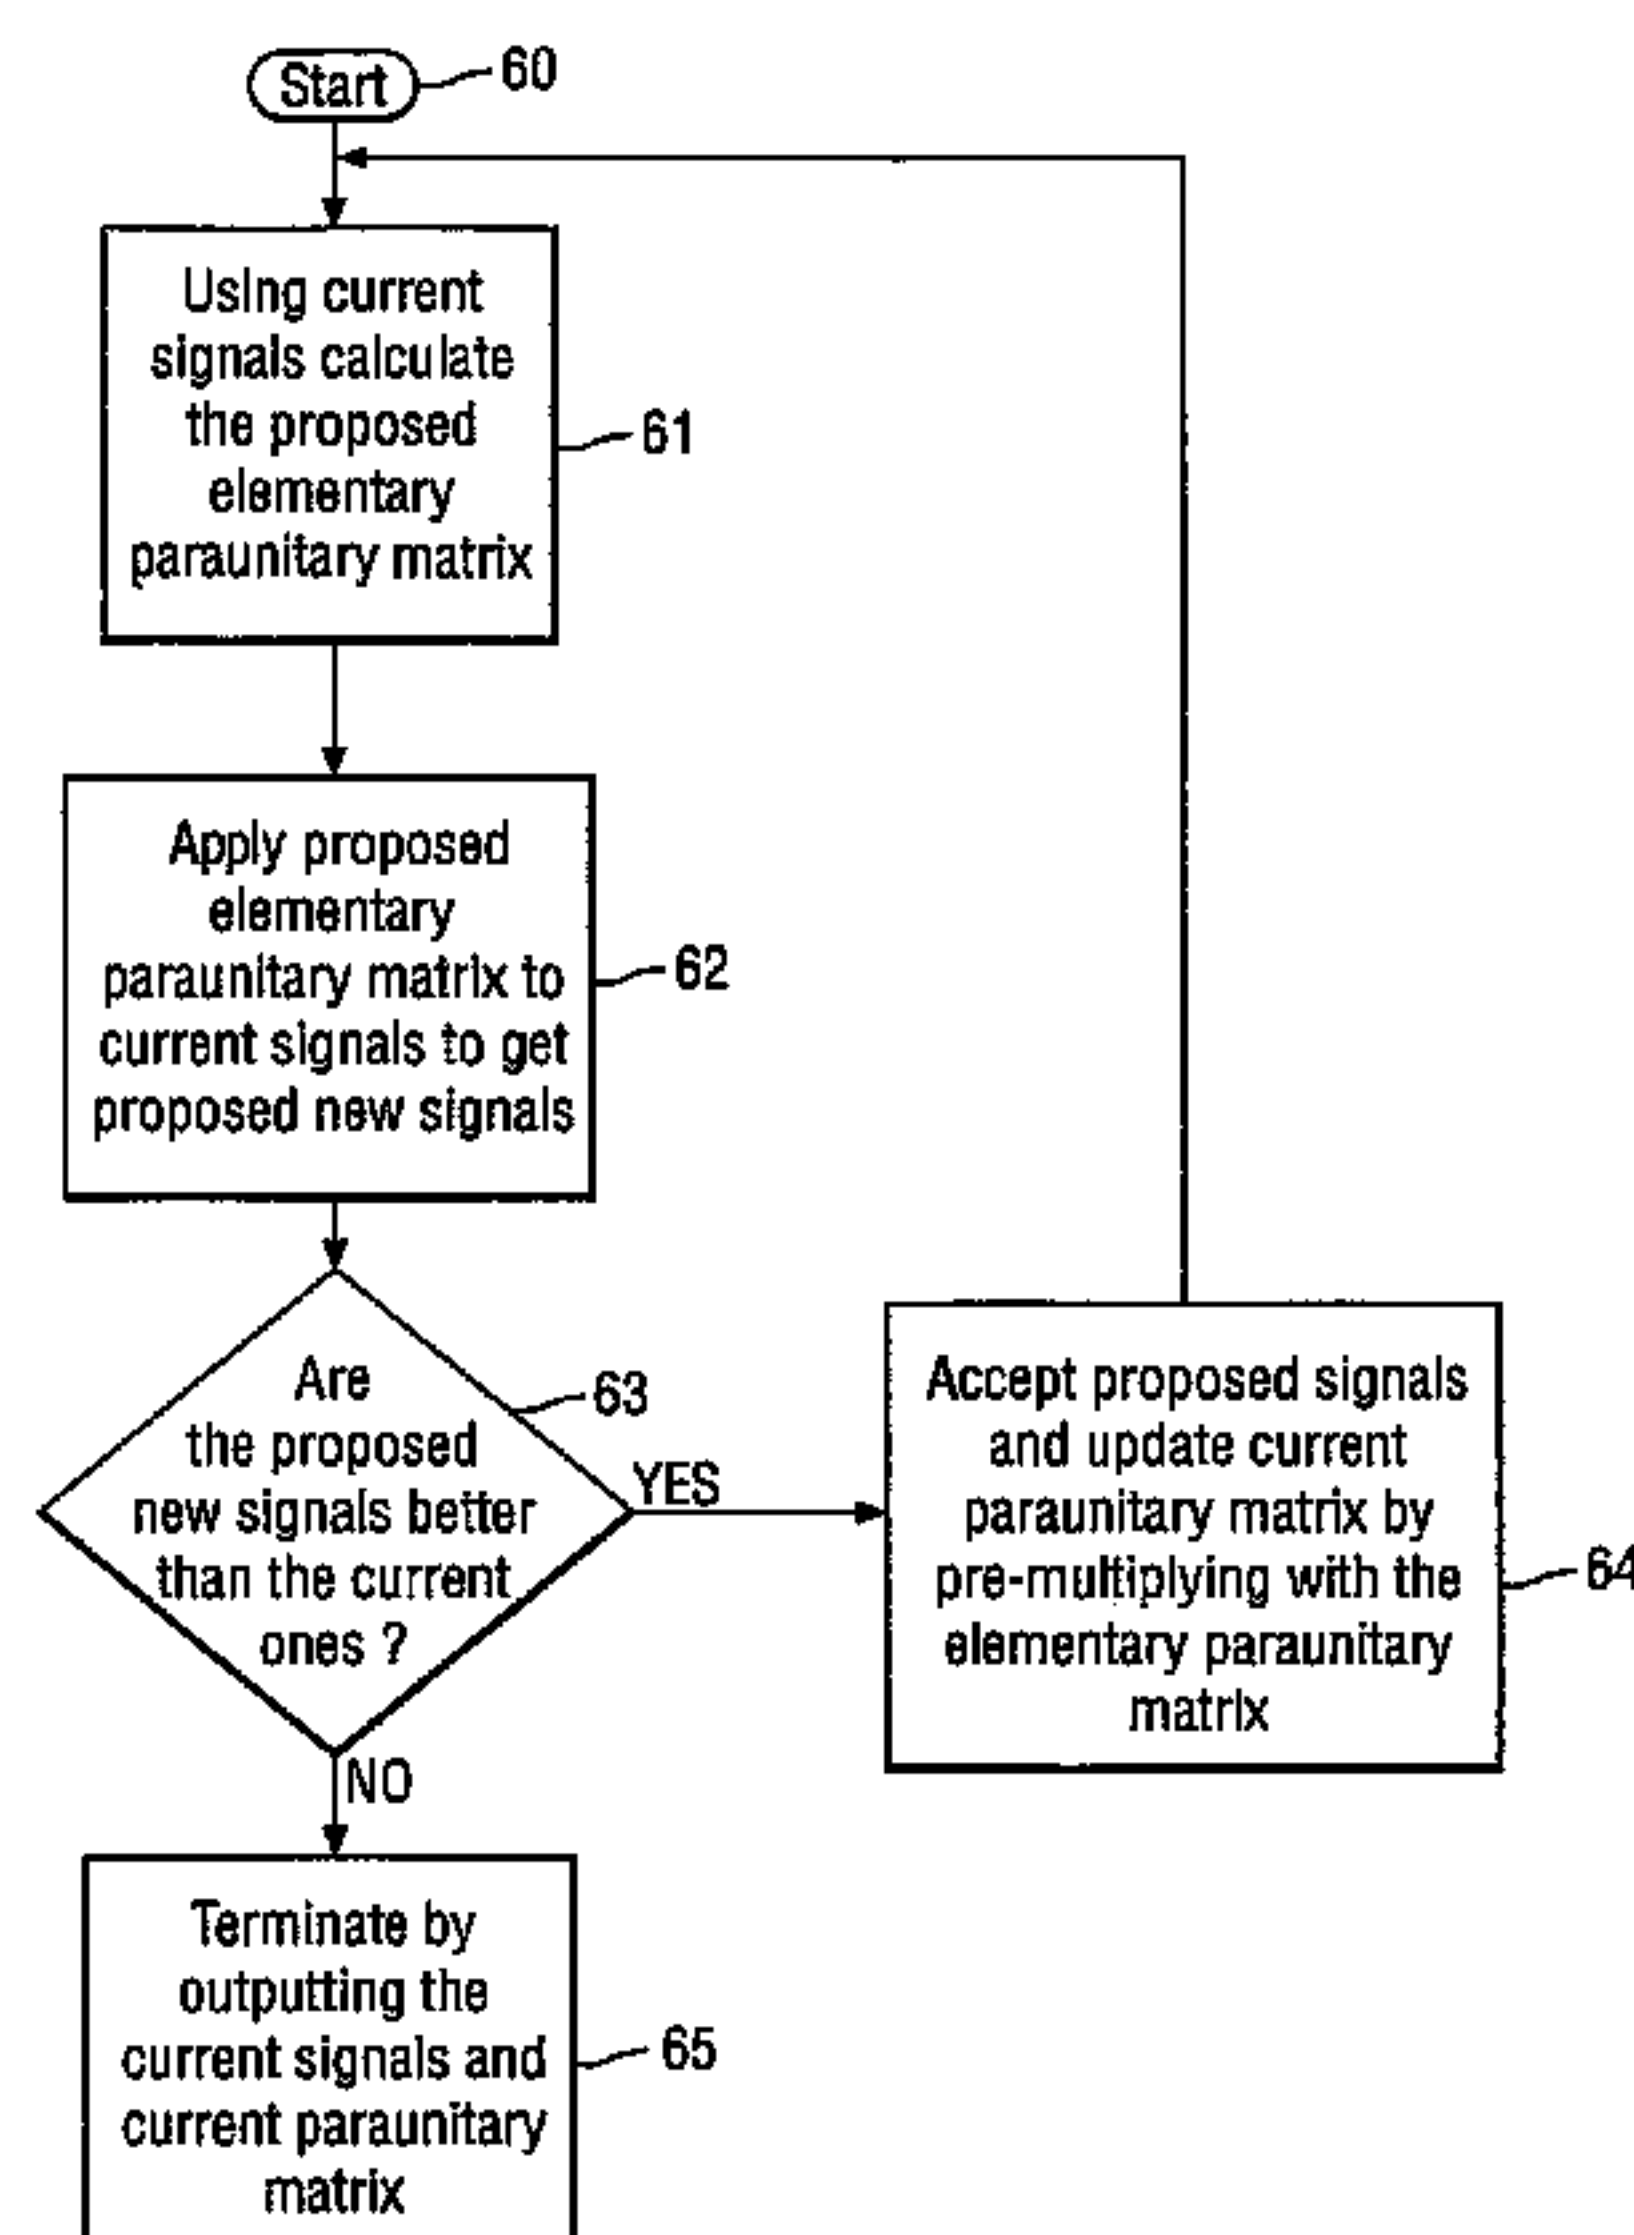 Start
60
Using current
signals calculate
the proposed
elementary
paraunitary matrix
61
Apply proposed
elementary
paraunitary matrix to
current signals to get
proposed new signals
62
Are
the proposed
new signals better
than the current
ones ?
63
YES
NO
Accept proposed signals
and update current
paraunitary matrix by
pre-multiplying with the
elementary paraunitary
matrix
64
Terminate by
outputting the
current signals and
current paraunitary
matrix
65